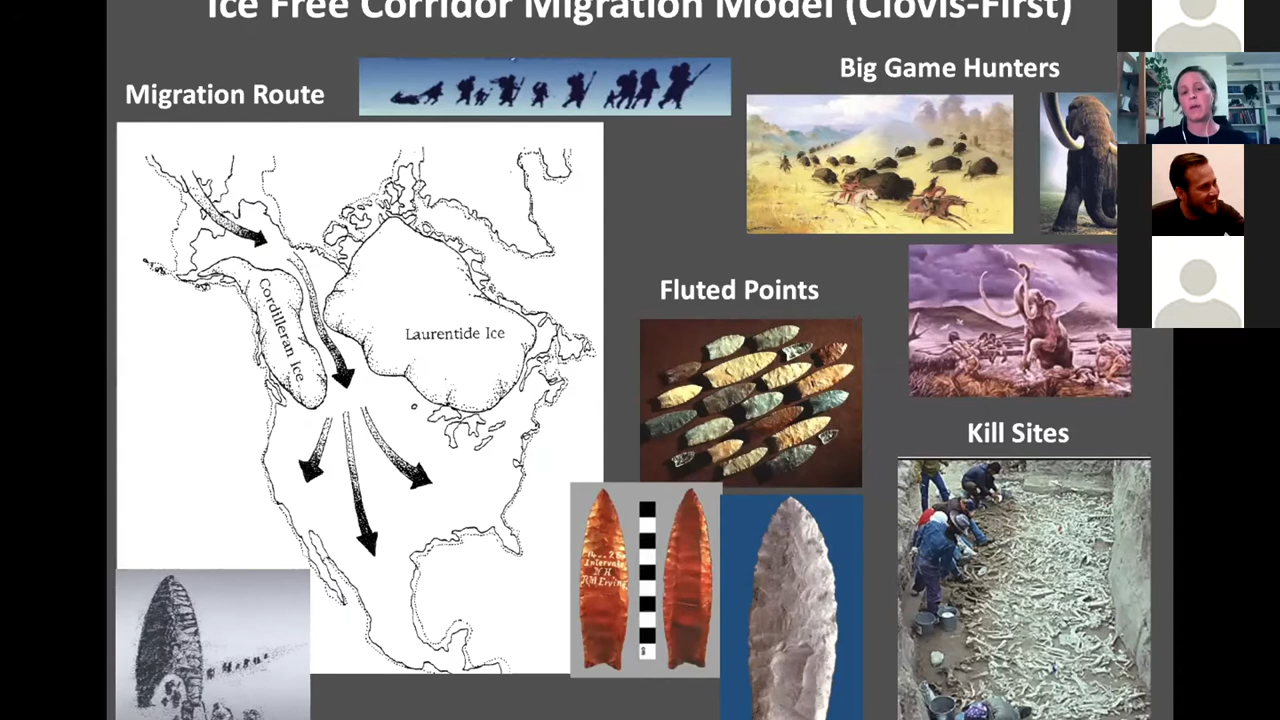 Ice Free Corridor Migration Model (Clovis-First)
Migration Route
Big Game Hunters
Cordilleran Ice
Laurentide Ice
Fluted Points
Kill Sites
Intervale
N H